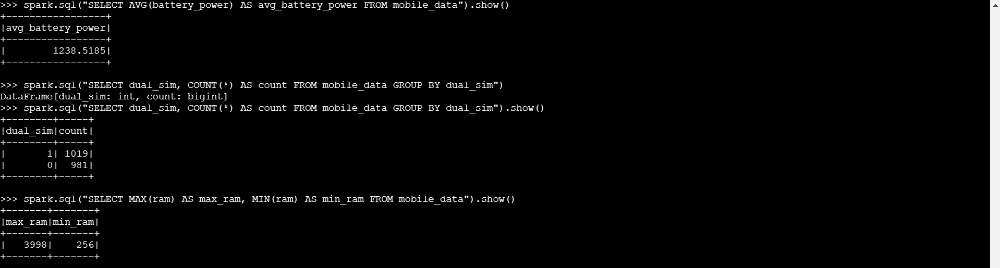 >>> spark.sql("SELECT AVG(battery_power) AS avg_battery_power FROM mobile_data").show()
+-----------------+
|avg_battery_power|
+-----------------+
|        1238.5185|
+-----------------+

>>> spark.sql("SELECT dual_sim, COUNT(*) AS count FROM mobile_data GROUP BY dual_sim")
DataFrame[dual_sim: int, count: bigint]
>>> spark.sql("SELECT dual_sim, COUNT(*) AS count FROM mobile_data GROUP BY dual_sim").show()
+--------+-----+
|dual_sim|count|
+--------+-----+
|       1| 1019|
|       0|  981|
+--------+-----+

>>> spark.sql("SELECT MAX(ram) AS max_ram, MIN(ram) AS min_ram FROM mobile_data").show()
+-------+-------+
|max_ram|min_ram|
+-------+-------+
|   3998|    256|
+-------+-------+